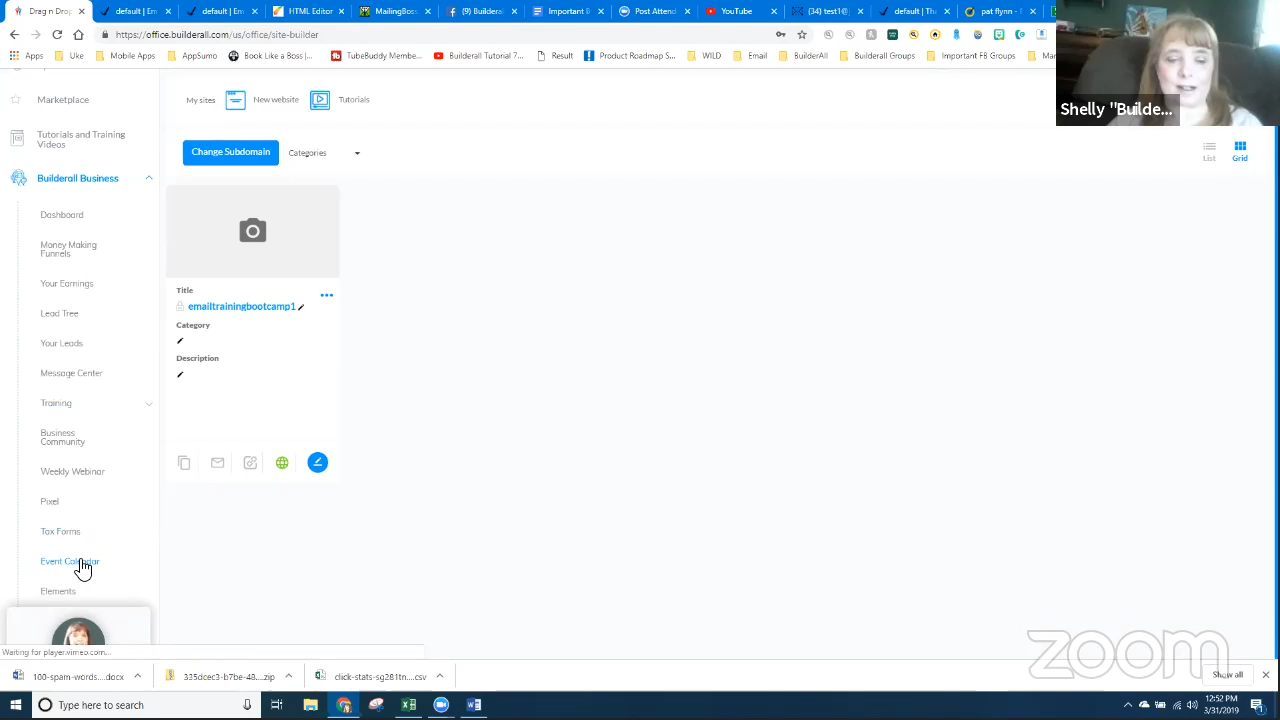 Drag n Drop
default | Em
default | Em
HTML Editor
MailingBos
(9) Builderal
Important B
Post Attend
YouTube
(34) test1@
default | Th
pat flynn -
https://office.builderall.com/us/office/site-builder
Apps
Uke
Mobile Apps
AppSumo
Book Like a Boss |...
TubeBuddy Membe...
Builderall Tutorial 7...
Result
Product Roadmap S...
WILD
Email
BuilderAll
Builderall Groups
Important FB Groups
Mar
Shelly "Builde...
Marketplace
My sites
New website
Tutorials
Tutorials and Training
Videos
Change Subdomain
Categories
List
Grid
Builderall Business
Dashboard
Money Making
Funnels
Your Earnings
Lead Tree
Your Leads
Message Center
Training
Business
Community
Weekly Webinar
Pixel
Tax Forms
Event Calendar
Elements
Title
emailtrainingbootcamp1
Category
Description
Waiting for player.vimeo.com...
zoom
100-spam-words....docx
335dcec3-b7be-48....zip
click-starting281tro....csv
Show all
Type here to search
12:52 PM
3/31/2019